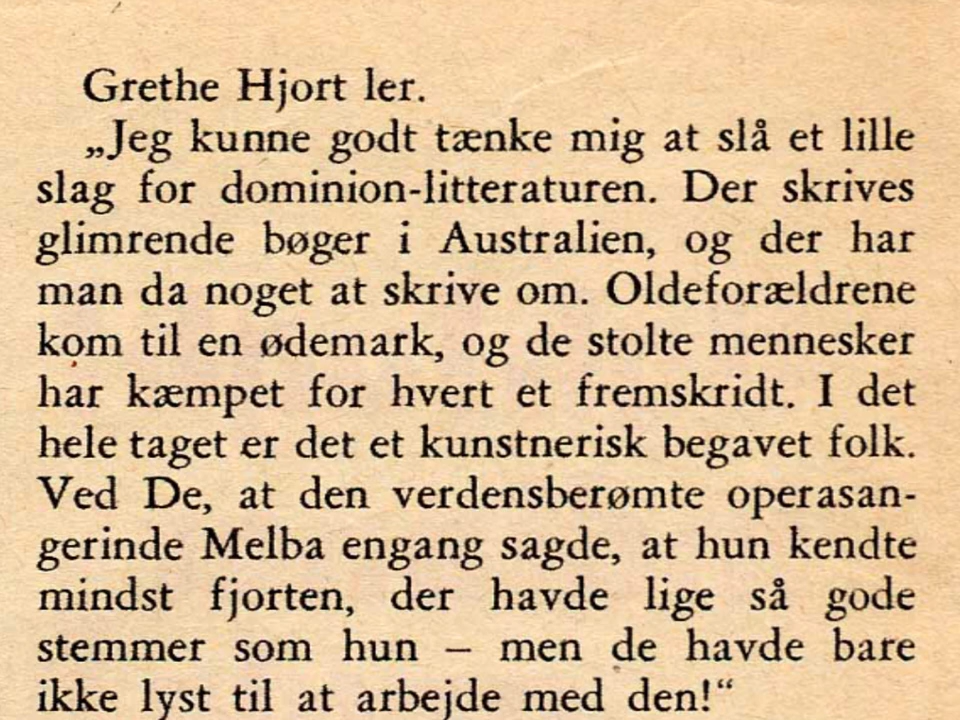 Grethe Hjort ler.
„Jeg kunne godt tænke mig at slå et lille
slag for dominion-litteraturen. Der skrives
glimrende bøger i Australien, og der har
man da noget at skrive om. Oldeforældrene
kom til en ødemark, og de stolte mennesker
har kæmpet for hvert et fremskridt. I det
hele taget er det et kunstnerisk begavet folk.
Ved De, at den verdensberømte operasan-
gerinde Melba engang sagde, at hun kendte
mindst fjorten, der havde lige så gode
stemmer som hun – men de havde bare
ikke lyst til at arbejde med den!“